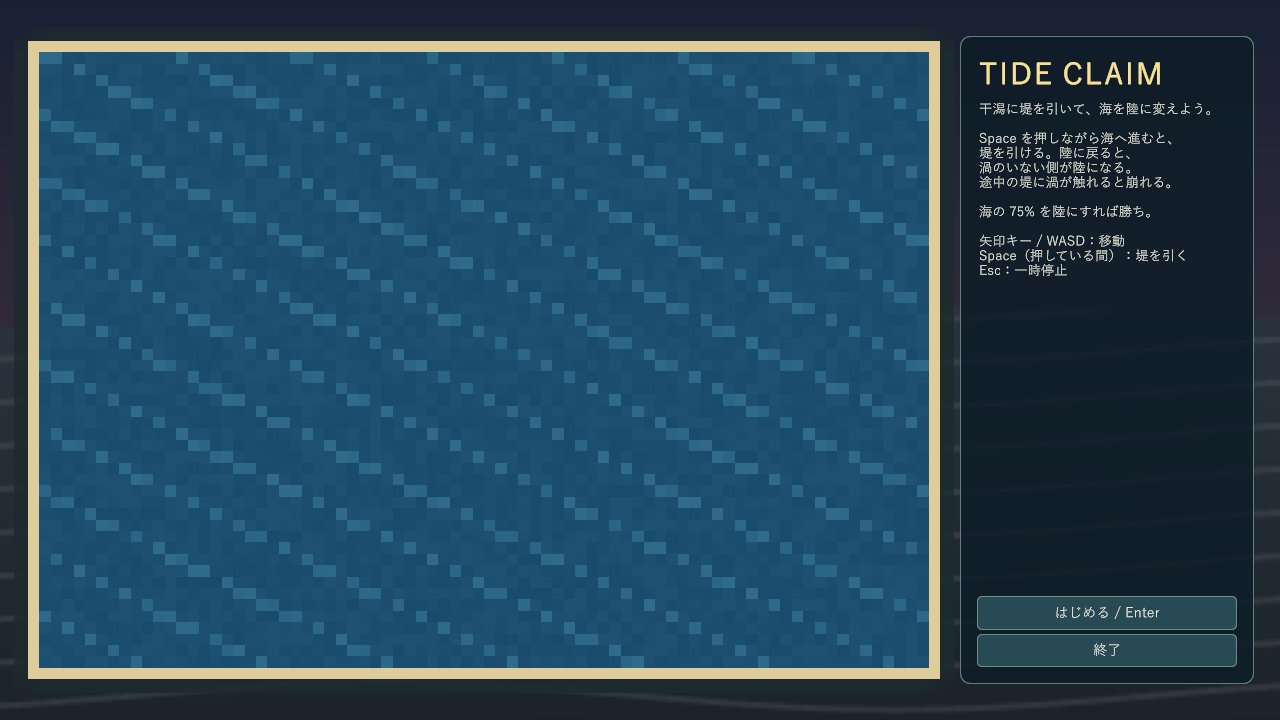 TIDE CLAIM
干潟に堤を引いて、海を陸に変えよう。
Space を押しながら海へ進むと、
堤を引ける。陸に戻ると、
渦のいない側が陸になる。
途中の堤に渦が触れると崩れる。
海の 75% を陸にすれば勝ち。
矢印キー / WASD：移動
Space（押している間）：堤を引く
Esc：一時停止
はじめる / Enter
終了